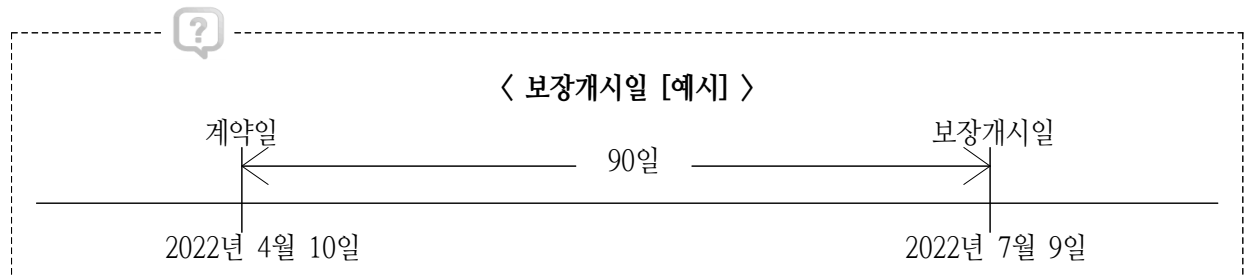 ?
〈 보장개시일 [예시] 〉
계약일 보장개시일
90일
2022년 4월 10일 2022년 7월 9일